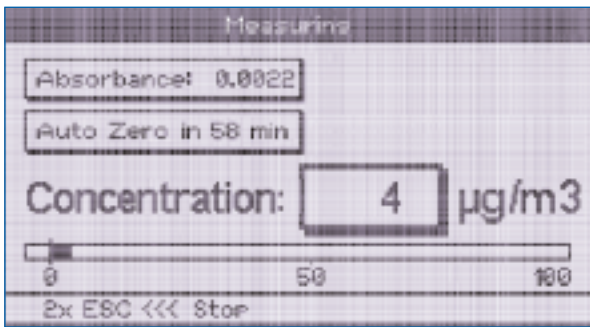 Measuring
Absorbance: 0.0022
Auto Zero in 58 min
Concentration: 4 µg/m3
0 50 100
2x ESC <<< Stop